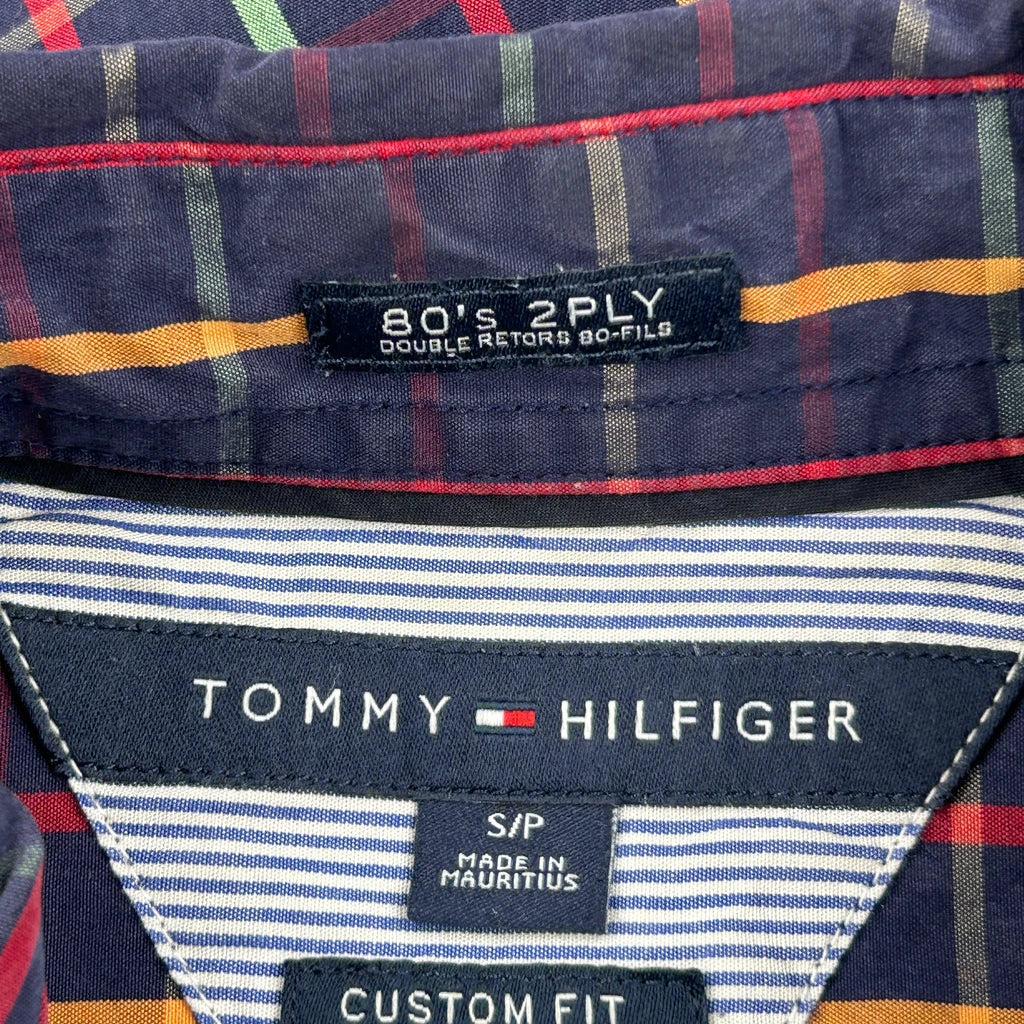 80's 2PLY
DOUBLE RETORS 80-FILS
TOMMY HILFIGER
S/P
MADE IN
MAURITIUS
CUSTOM FIT